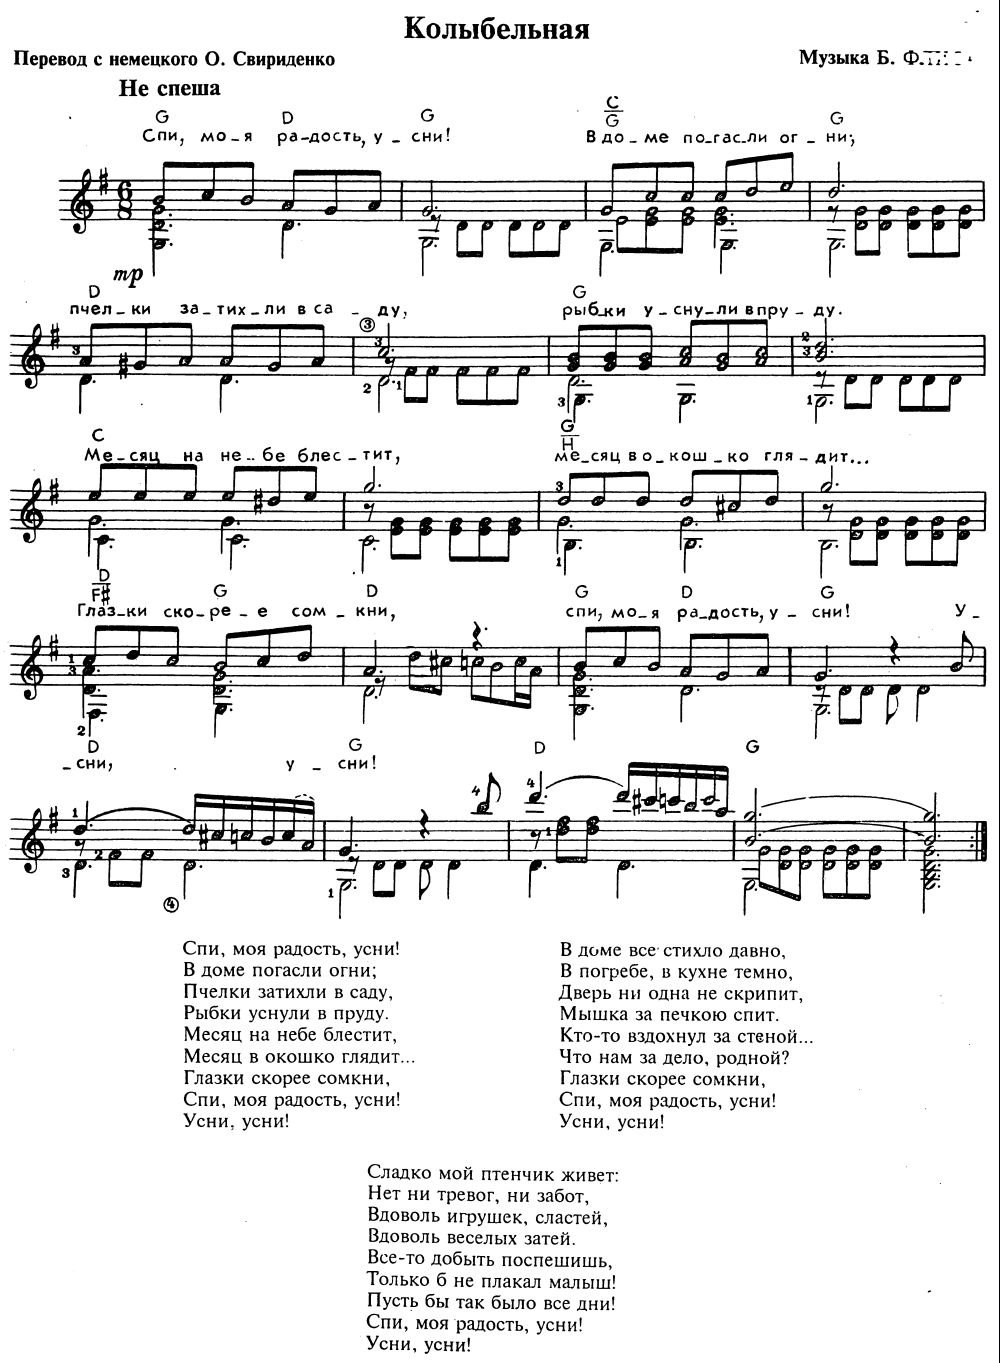 Колыбельная
Перевод с немецкого О. Свириденко
Музыка Б.
Не спеша
G D G C/G G
Спи, мо-я ра-дость, у-сни! В до-ме по-гас-ли ог-ни;
6/8
mp
D G
пчел-ки за-тих-ли в са-ду, рыб-ки у-сну-ли в пру-ду.
C G/H
Ме-сяц на не-бе блес-тит, ме-сяц в о-кош-ко гля-дит...
D/F# G D G D G
Глаз-ки ско-ре-е сом-кни, спи, мо-я ра-дость, у-сни! У-
D G D G
-сни, у-сни!
Спи, моя радость, усни!
В доме погасли огни;
Пчелки затихли в саду,
Рыбки уснули в пруду.
Месяц на небе блестит,
Месяц в окошко глядит...
Глазки скорее сомкни,
Спи, моя радость, усни!
Усни, усни!
В доме все стихло давно,
В погребе, в кухне темно,
Дверь ни одна не скрипит,
Мышка за печкою спит.
Кто-то вздохнул за стеной...
Что нам за дело, родной?
Глазки скорее сомкни,
Спи, моя радость, усни!
Усни, усни!
Сладко мой птенчик живет:
Нет ни тревог, ни забот,
Вдоволь игрушек, сластей,
Вдоволь веселых затей.
Все-то добыть поспешишь,
Только б не плакал малыш!
Пусть бы так было все дни!
Спи, моя радость, усни!
Усни, усни!